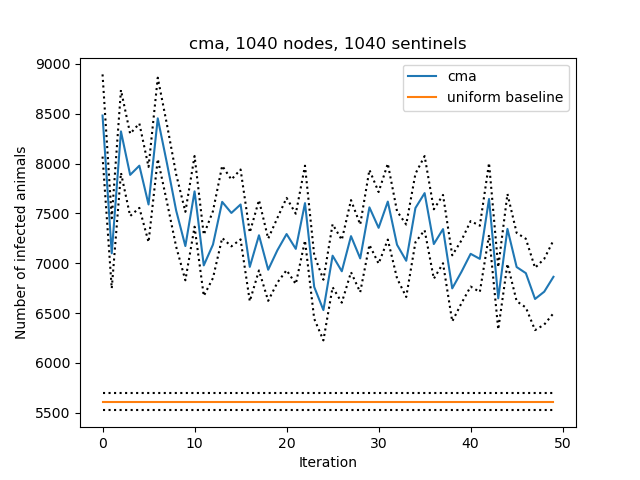 cma, 1040 nodes, 1040 sentinels
cma
uniform baseline
Number of infected animals
9000
8500
8000
7500
7000
6500
6000
5500
0 10 20 30 40 50
Iteration